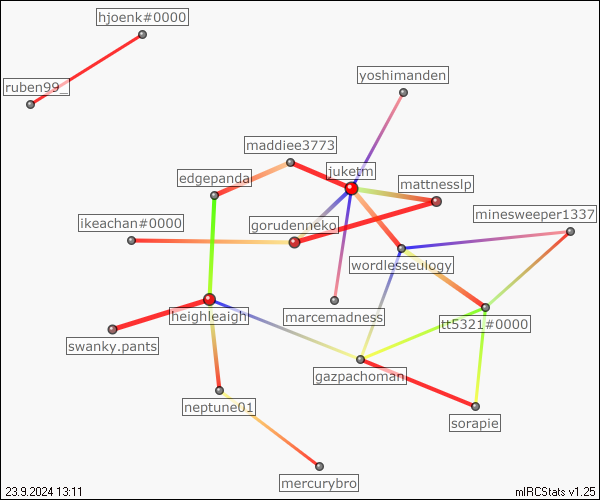 hjoenk#0000
ruben99_
yoshimanden
maddiee3773
juketm
edgepanda
mattnesslp
ikeachan#0000
gorudenneko
minesweeper1337
wordlesseulogy
heighleaigh
marcemadness
tt5321#0000
swanky.pants
gazpachoman
neptune01
sorapie
mercurybro
23.9.2024 13:11
mIRCStats v1.25